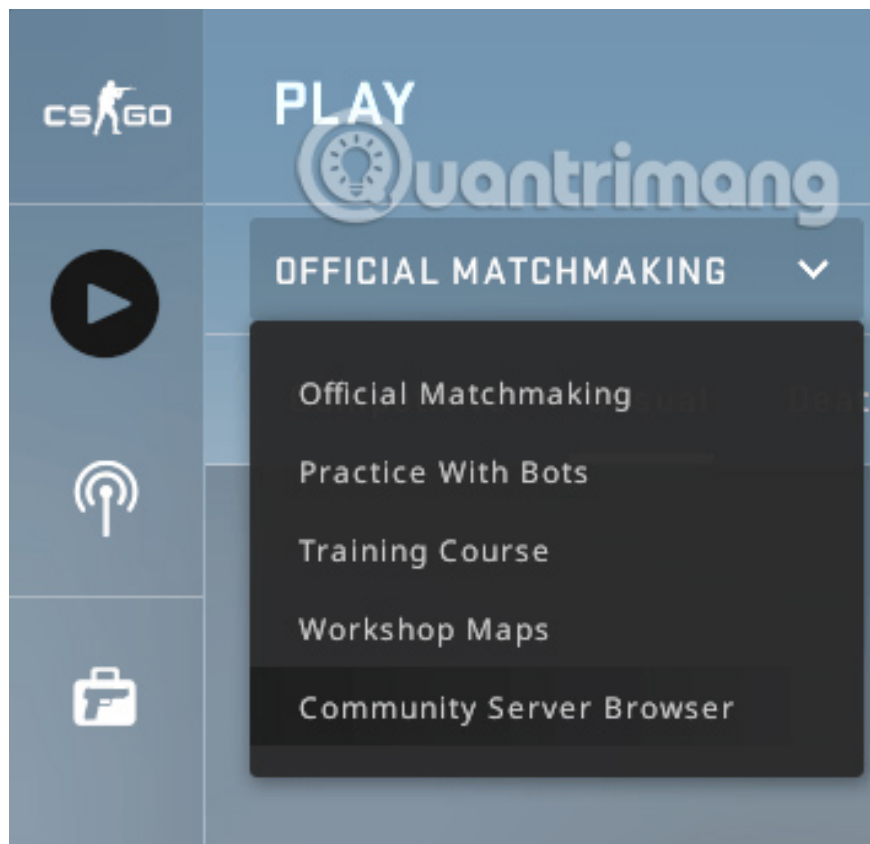 CS GO
PLAY
Quantrimang
OFFICIAL MATCHMAKING
Official Matchmaking
Practice With Bots
Training Course
Workshop Maps
Community Server Browser